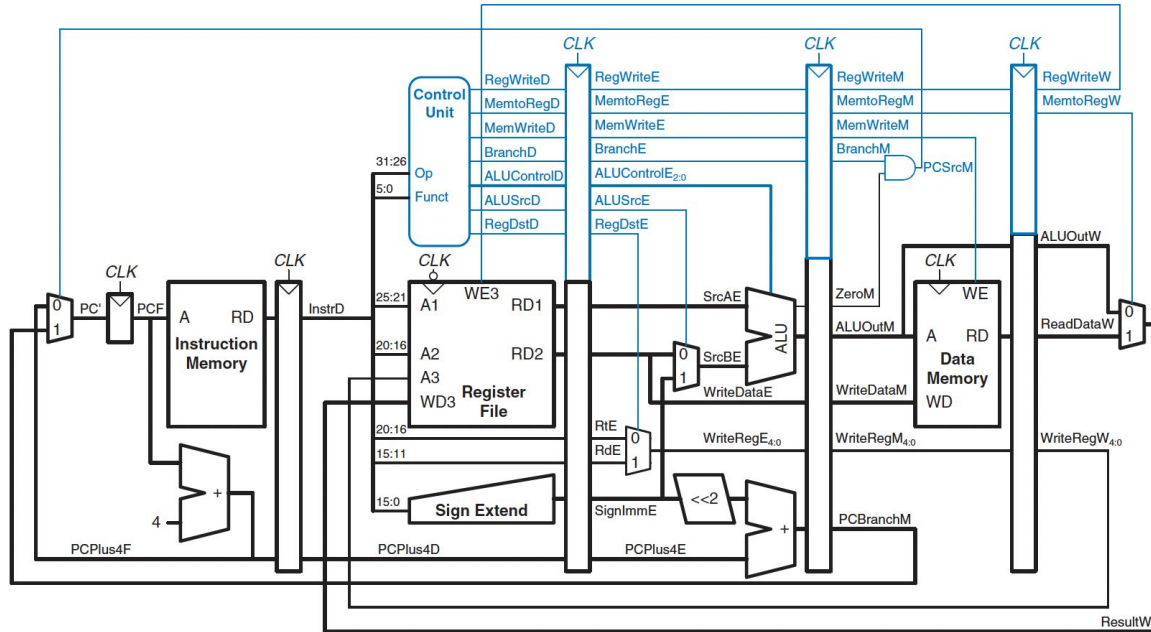 CLK CLK CLK
RegWriteD RegWriteE RegWriteM RegWriteW
Control Unit
MemtoRegD MemtoRegE MemtoRegM MemtoRegW
MemWriteD MemWriteE MemWriteM
BranchD BranchE BranchM
PCSrcM
31:26 Op
ALUControlD ALUControlE2:0
5:0 Funct
ALUSrcD ALUSrcE
RegDstD RegDstE
ALUOutW
CLK CLK CLK CLK
WE3 WE
0 1 PC' PCF
A RD
Instruction Memory
InstrD
25:21 A1 RD1
SrcAE
ZeroM
ALU
ALUOutM
A RD
ReadDataW
0 1
20:16 A2 RD2
0 1 SrcBE
Data Memory
A3
WD3
Register File
WriteDataE WriteDataM
WD
20:16 RtE 0
15:11 RdE 1
WriteRegE4:0 WriteRegM4:0 WriteRegW4:0
+
4
15:0
Sign Extend
SignImmE
<<2
+
PCBranchM
PCPlus4F PCPlus4D PCPlus4E
ResultW